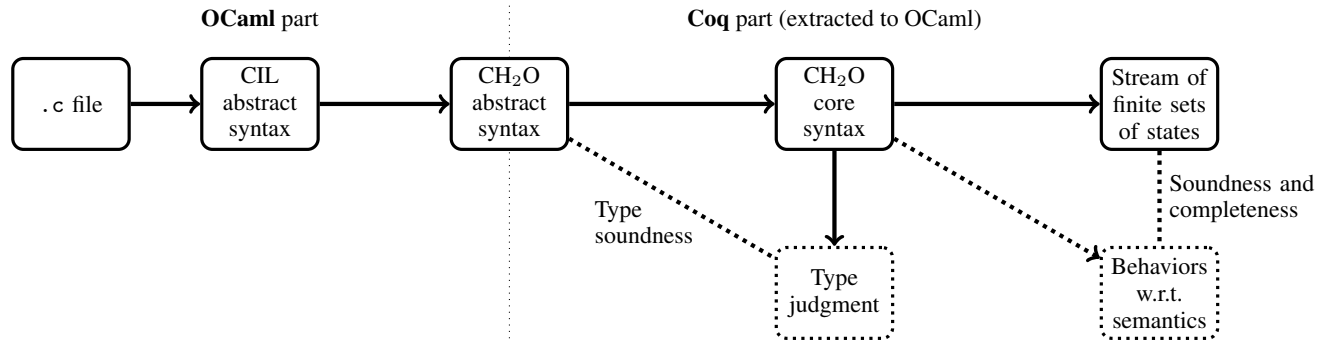 OCaml part
Coq part (extracted to OCaml)
.c file
CIL
abstract
syntax
CH₂O
abstract
syntax
CH₂O
core
syntax
Stream of
finite sets
of states
Type
soundness
Soundness and
completeness
Type
judgment
Behaviors
w.r.t.
semantics